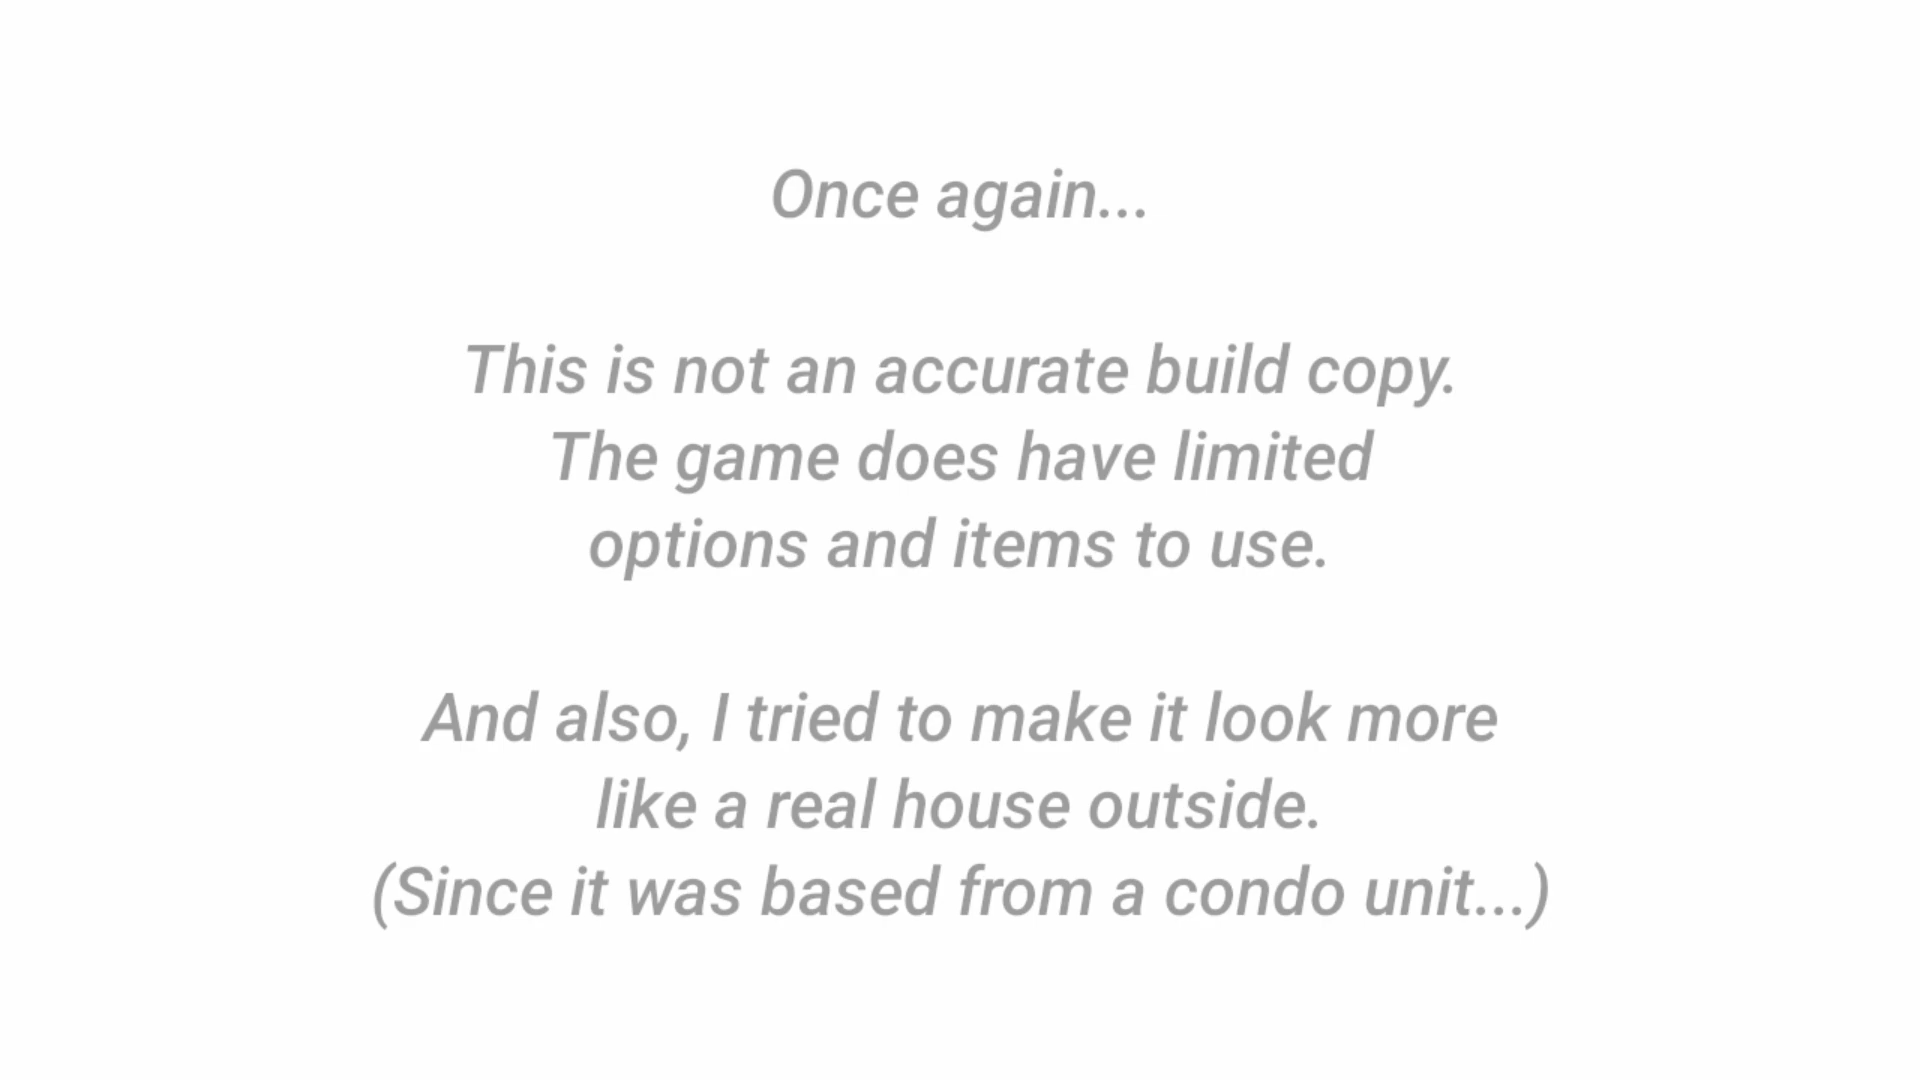 Once again...
This is not an accurate build copy.
The game does have limited
options and items to use.
And also, I tried to make it look more
like a real house outside.
(Since it was based from a condo unit...)